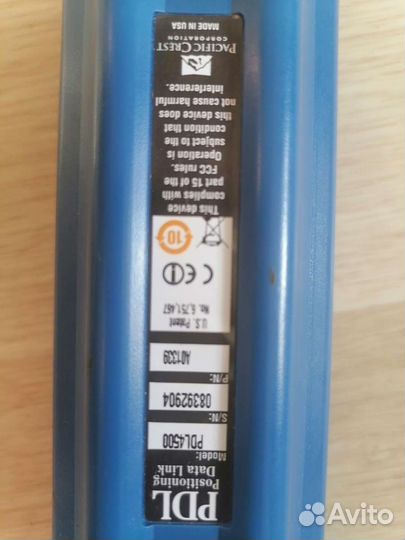 PDL
Positioning
Data Link
Model:
PDL4500
S/N:
08392904
P/N:
A01339
U.S. Patent
No. 6,751,467
CE
10
This device
complies with
part 15 of the
FCC rules.
Operation is
subject to the
condition that
this device does
not cause harmful
interference.
PACIFIC CREST
CORPORATION
MADE IN USA
Avito